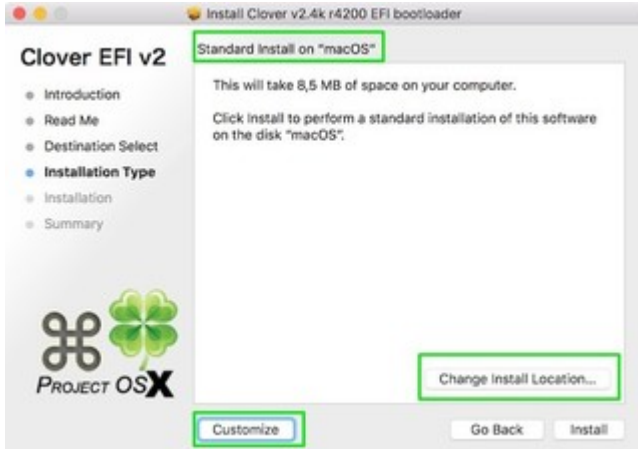 Install Clover v2.4k r4200 EFI bootloader
Clover EFI v2
Introduction
Read Me
Destination Select
Installation Type
Installation
Summary
PROJECT OSX
Standard Install on "macOS"
This will take 8,5 MB of space on your computer.
Click Install to perform a standard installation of this software
on the disk "macOS".
Change Install Location...
Customize
Go Back
Install